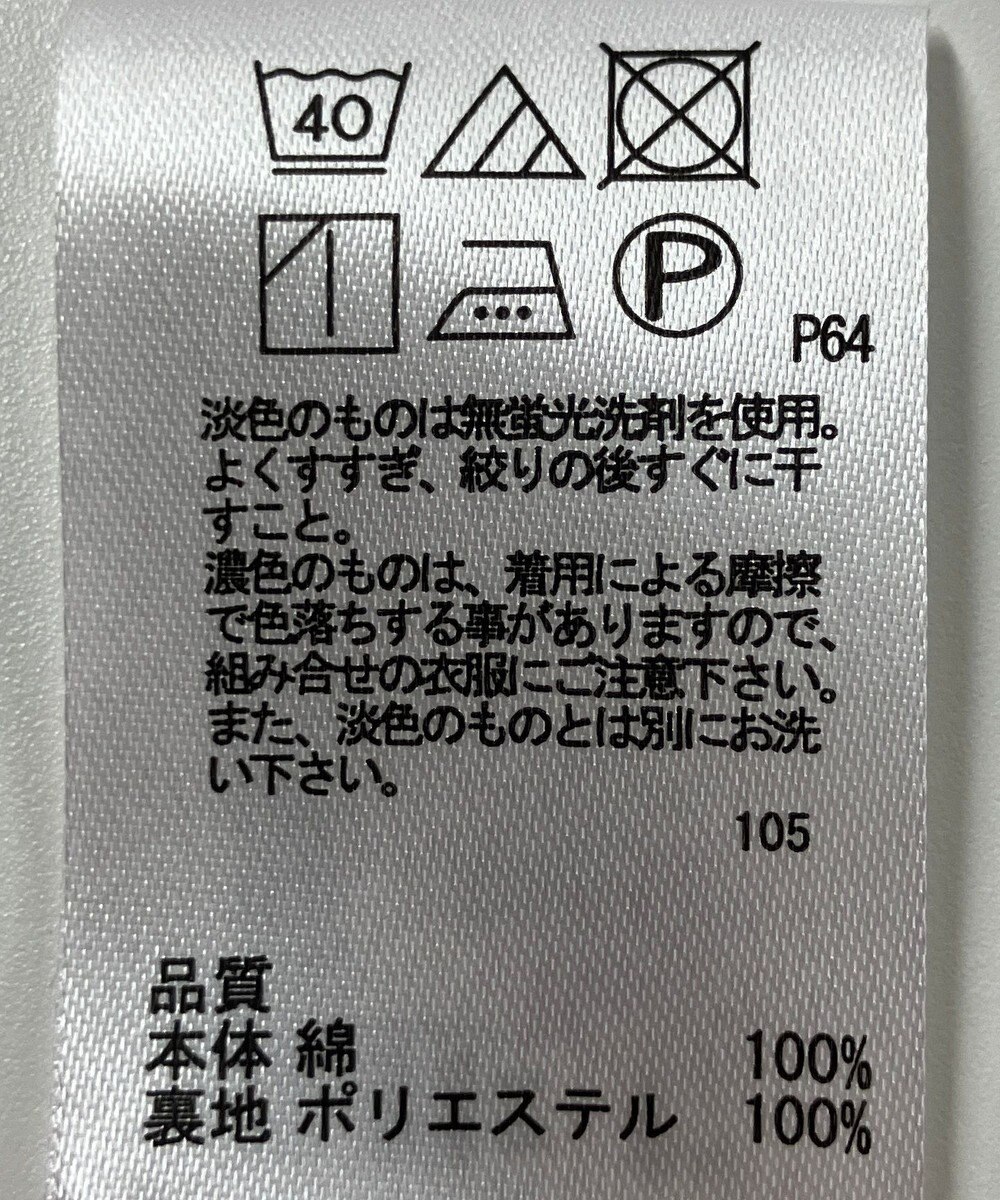 40
P
P64
淡色のものは無蛍光洗剤を使用。
よくすすぎ、絞りの後すぐに干
すこと。
濃色のものは、着用による摩擦
で色落ちする事がありますので、
組み合せの衣服にご注意下さい。
また、淡色のものとは別にお洗
い下さい。
105
品質
本体 綿 100%
裏地 ポリエステル 100%